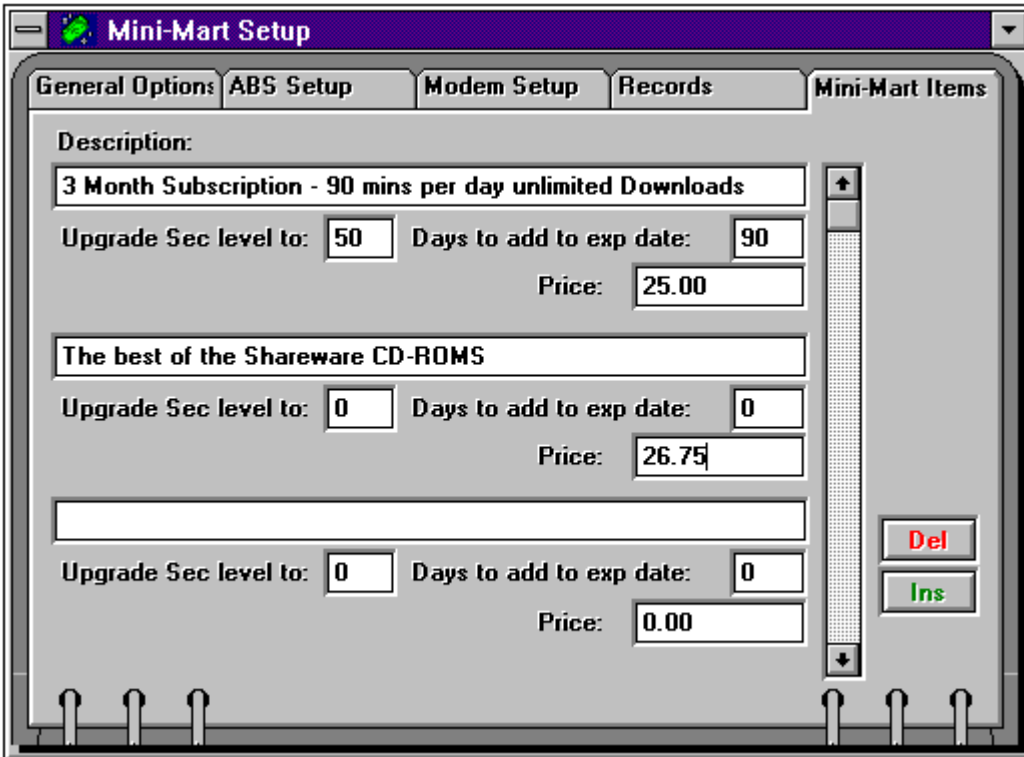 Mini-Mart Setup
General Options ABS Setup Modem Setup Records Mini-Mart Items
Description:
3 Month Subscription - 90 mins per day unlimited Downloads
Upgrade Sec level to: 50 Days to add to exp date: 90
Price: 25.00
The best of the Shareware CD-ROMS
Upgrade Sec level to: 0 Days to add to exp date: 0
Price: 26.75
Upgrade Sec level to: 0 Days to add to exp date: 0
Price: 0.00
Del
Ins